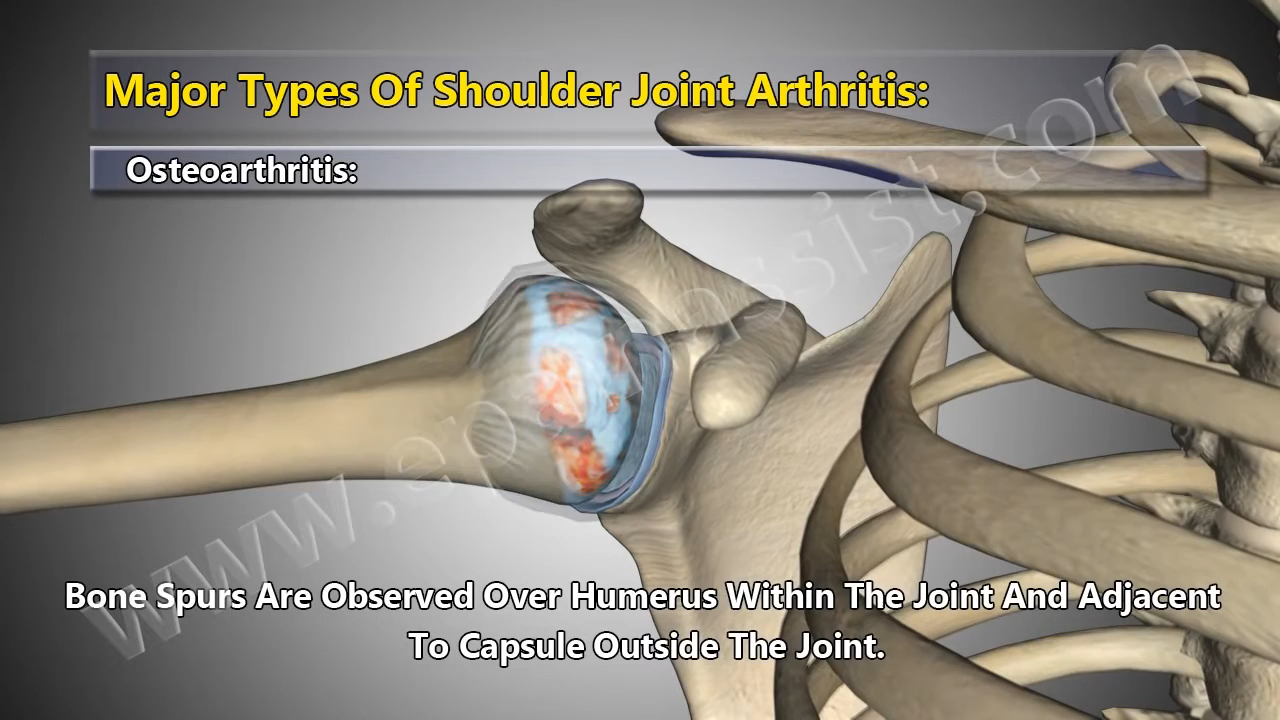 Major Types Of Shoulder Joint Arthritis:
Osteoarthritis:
Bone Spurs Are Observed Over Humerus Within The Joint And Adjacent
To Capsule Outside The Joint.